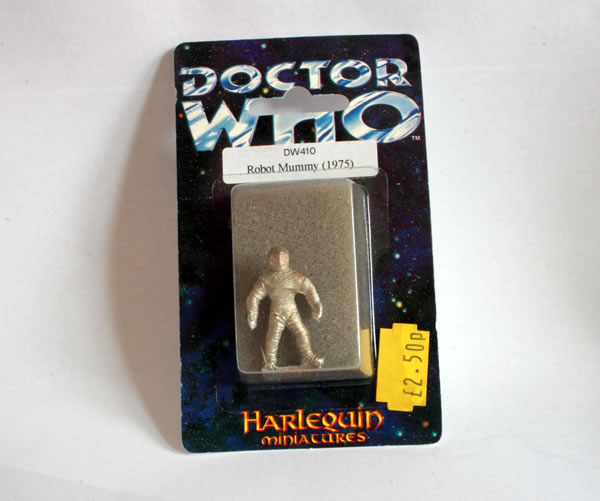 DOCTOR
WHO
TM
DW410
Robot Mummy (1975)
£2.50p
HARLEQUIN
MINIATURES